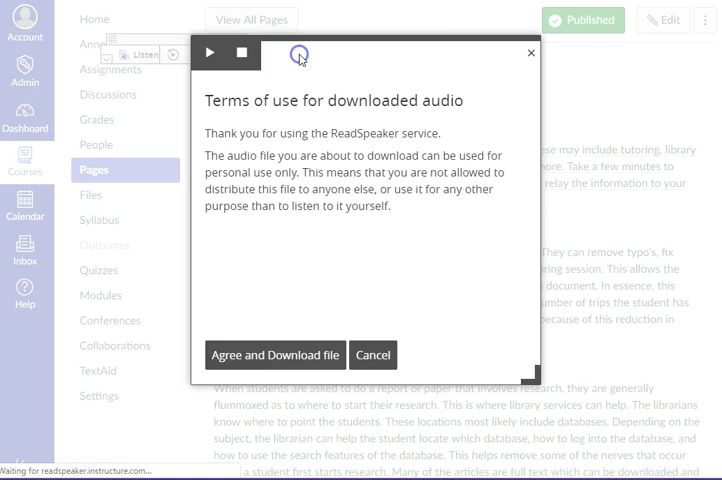 Account
Admin
Dashboard
Courses
Calendar
Inbox
Help
Home
Listen
Assignments
Discussions
Grades
People
Pages
Files
Syllabus
Outcomes
Quizzes
Modules
Conferences
Collaborations
TextAid
Settings
View All Pages
Published
Edit
Terms of use for downloaded audio
Thank you for using the ReadSpeaker service.
The audio file you are about to download can be used for
personal use only. This means that you are not allowed to
distribute this file to anyone else, or use it for any other
purpose than to listen to it yourself.
Agree and Download file
Cancel
ese may include tutoring, library
ore. Take a few minutes to
relay the information to your
They can remove typo's, fix
ring session. This allows the
document. In essence, this
umber of trips the student has
because of this reduction in
When students are asked to do a report or paper that involves research, they are generally
flummoxed as to where to start their research. This is where library services can help. The librarians
know where to point the students. These locations most likely include databases. Depending on the
subject, the librarian can help the student locate which database, how to log into the database, and
how to use the search features of the database. This helps remove some of the nerves that occur
a student first starts research. Many of the articles are full text which can be downloaded and
Waiting for readspeaker.instructure.com...